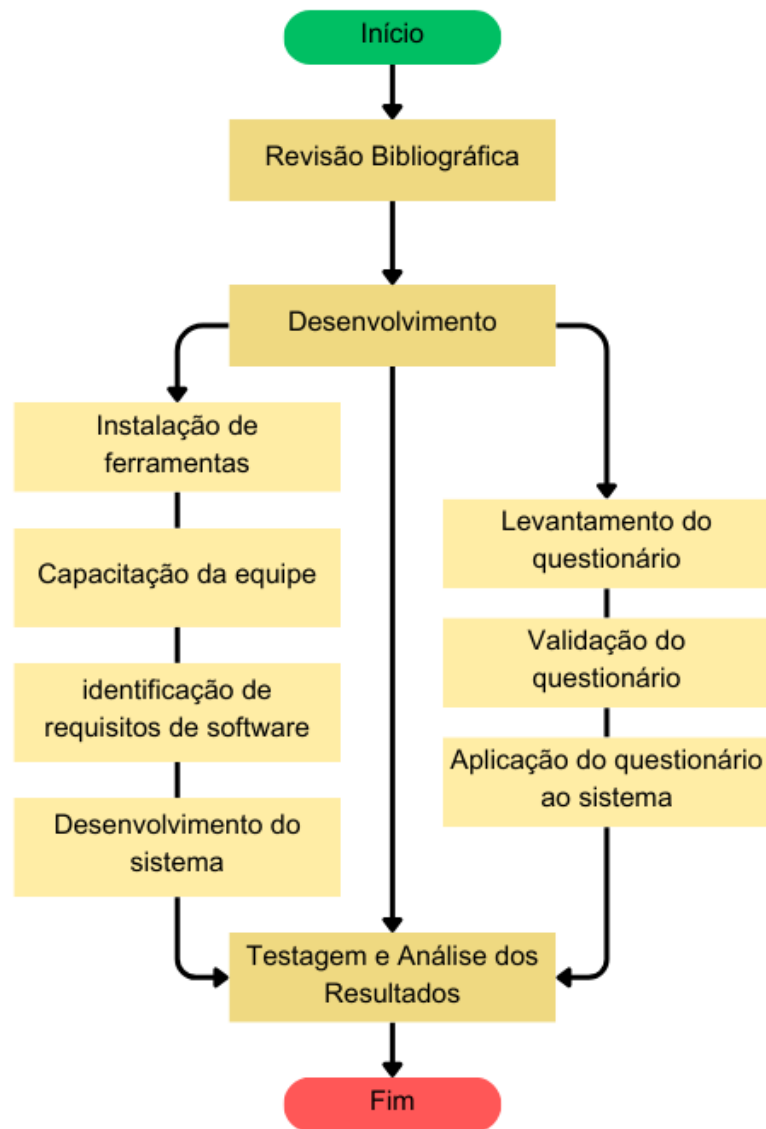 Início
Revisão Bibliográfica
Desenvolvimento
Instalação de
ferramentas
Capacitação da equipe
identificação de
requisitos de software
Desenvolvimento do
sistema
Levantamento do
questionário
Validação do
questionário
Aplicação do questionário
ao sistema
Testagem e Análise dos
Resultados
Fim